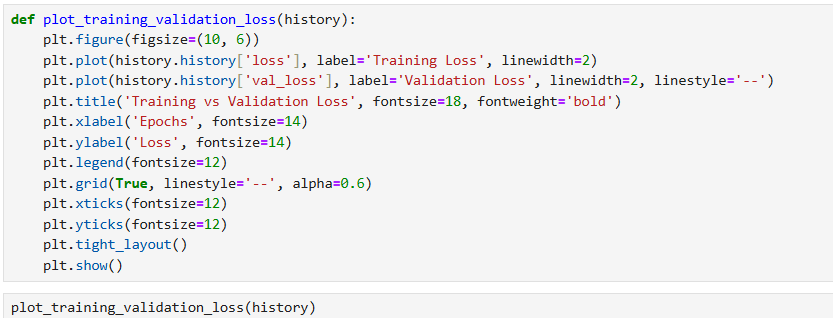 def plot_training_validation_loss(history):
    plt.figure(figsize=(10, 6))
    plt.plot(history.history['loss'], label='Training Loss', linewidth=2)
    plt.plot(history.history['val_loss'], label='Validation Loss', linewidth=2, linestyle='--')
    plt.title('Training vs Validation Loss', fontsize=18, fontweight='bold')
    plt.xlabel('Epochs', fontsize=14)
    plt.ylabel('Loss', fontsize=14)
    plt.legend(fontsize=12)
    plt.grid(True, linestyle='--', alpha=0.6)
    plt.xticks(fontsize=12)
    plt.yticks(fontsize=12)
    plt.tight_layout()
    plt.show()
plot_training_validation_loss(history)